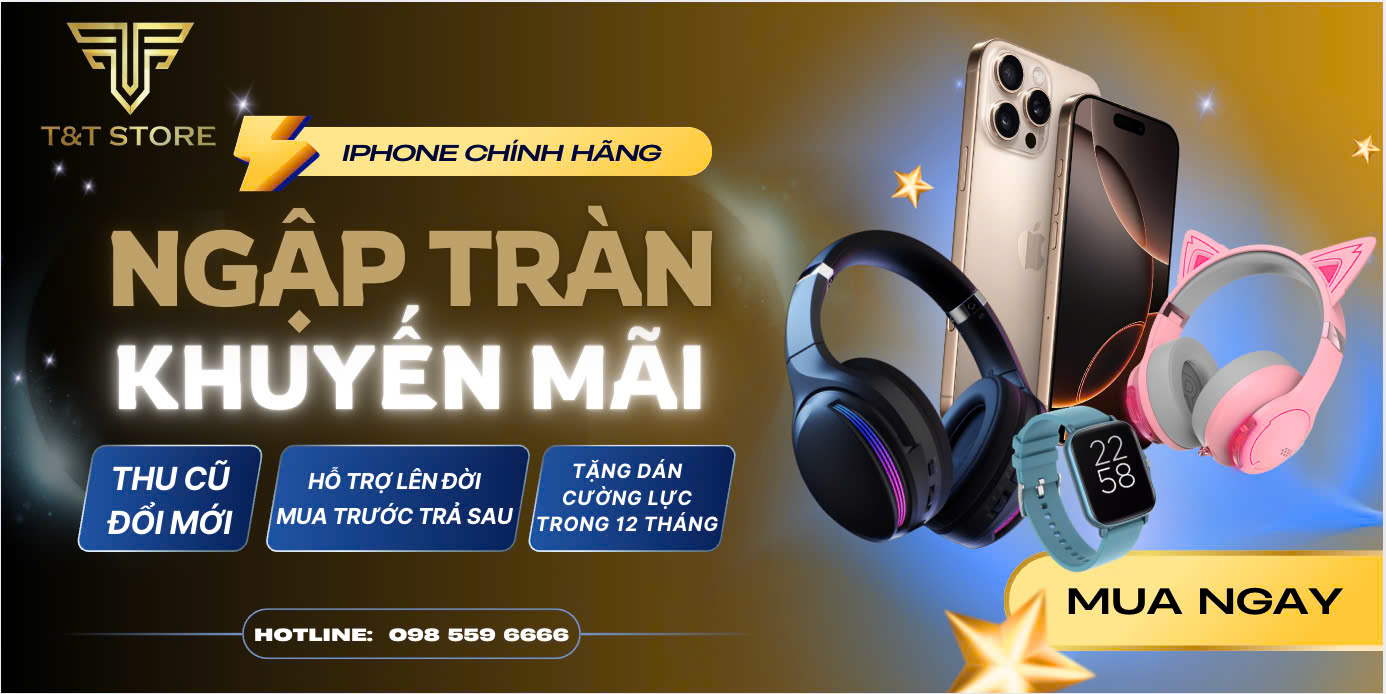 T&T STORE
IPHONE CHÍNH HÃNG
NGẬP TRÀN
KHUYẾN MÃI
THU CŨ
ĐỔI MỚI
HỖ TRỢ LÊN ĐỜI
MUA TRƯỚC TRẢ SAU
TẶNG DÁN
CƯỜNG LỰC
TRONG 12 THÁNG
22
58
MUA NGAY
HOTLINE: 098 559 6666